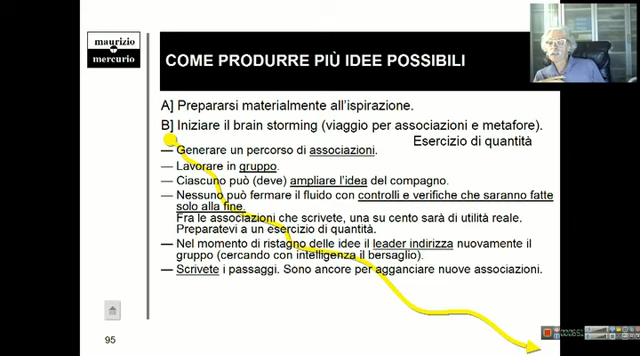 maurizio
mercurio
COME PRODURRE PIÙ IDEE POSSIBILI
A] Prepararsi materialmente all'ispirazione.
B] Iniziare il brain storming (viaggio per associazioni e metafore).
Esercizio di quantità
— Generare un percorso di associazioni.
— Lavorare in gruppo.
— Ciascuno può (deve) ampliare l'idea del compagno.
— Nessuno può fermare il fluido con controlli e verifiche che saranno fatte
solo alla fine.
Fra le associazioni che scrivete, una su cento sarà di utilità reale.
Preparatevi a un esercizio di quantità.
— Nel momento di ristagno delle idee il leader indirizza nuovamente il
gruppo (cercando con intelligenza il bersaglio).
— Scrivete i passaggi. Sono ancore per agganciare nuove associazioni.
95